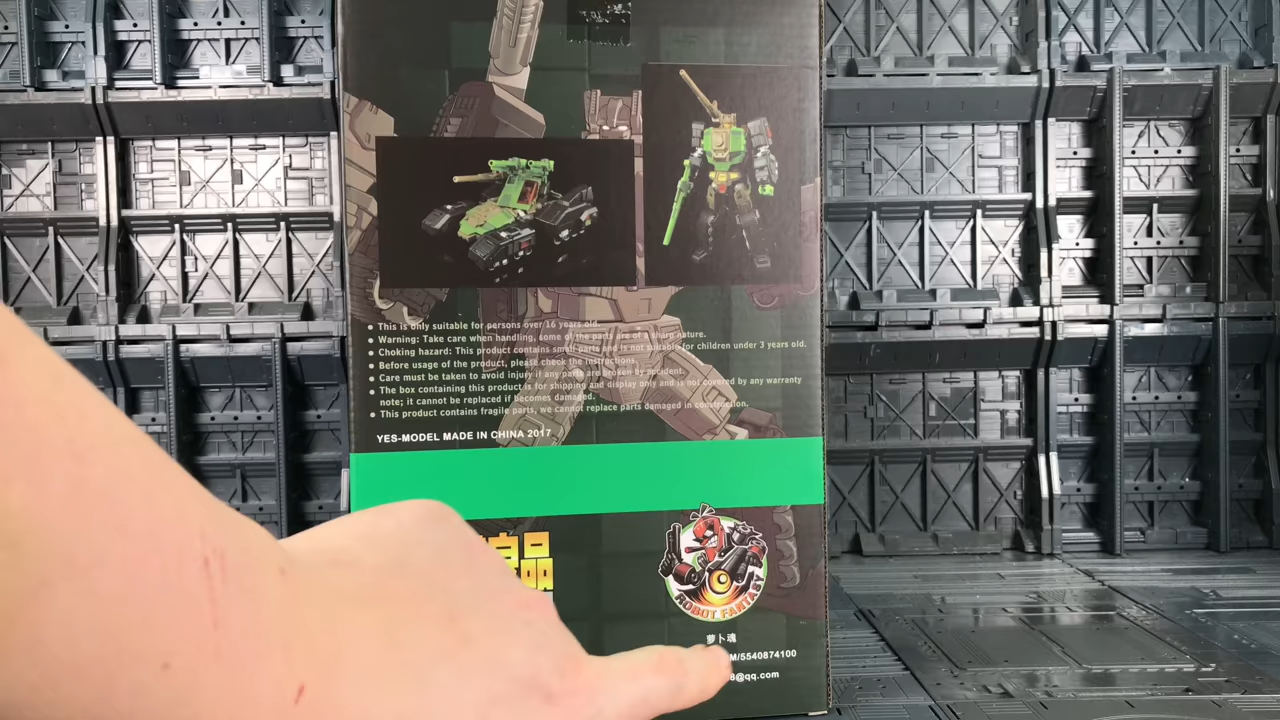 This is only suitable for persons over 16 years old.
Warning: Take care when handling, some of the parts are of a sharp nature.
Choking hazard: This product contains small parts and is not suitable for children under 3 years old.
Before usage of the product, please check the instructions.
Care must be taken to avoid injury if any parts are broken by accident.
The box containing this product is for shipping and display only and is not covered by any warranty
note; it cannot be replaced if becomes damaged.
This product contains fragile parts, we cannot replace parts damaged in construction.
YES-MODEL MADE IN CHINA 2017
品
ROBOT FANTASY
萝卜魂
M/5540874100
8@qq.com